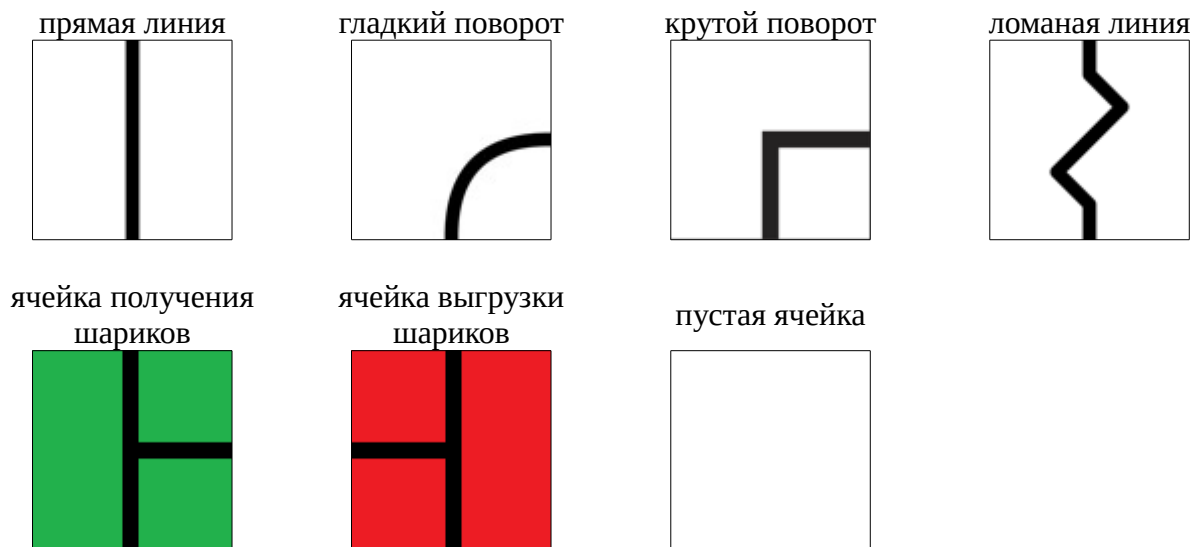 прямая линия
гладкий поворот
крутой поворот
ломаная линия
ячейка получения
шариков
ячейка выгрузки
шариков
пустая ячейка